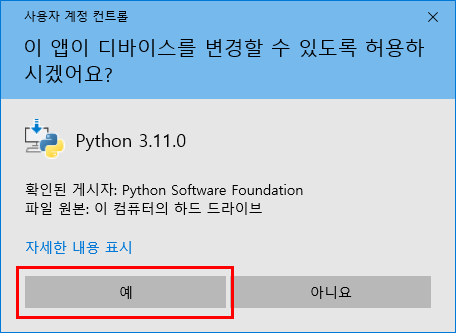 사용자 계정 컨트롤
이 앱이 디바이스를 변경할 수 있도록 허용하
시겠어요?
Python 3.11.0
확인된 게시자: Python Software Foundation
파일 원본: 이 컴퓨터의 하드 드라이브
자세한 내용 표시
예
아니요